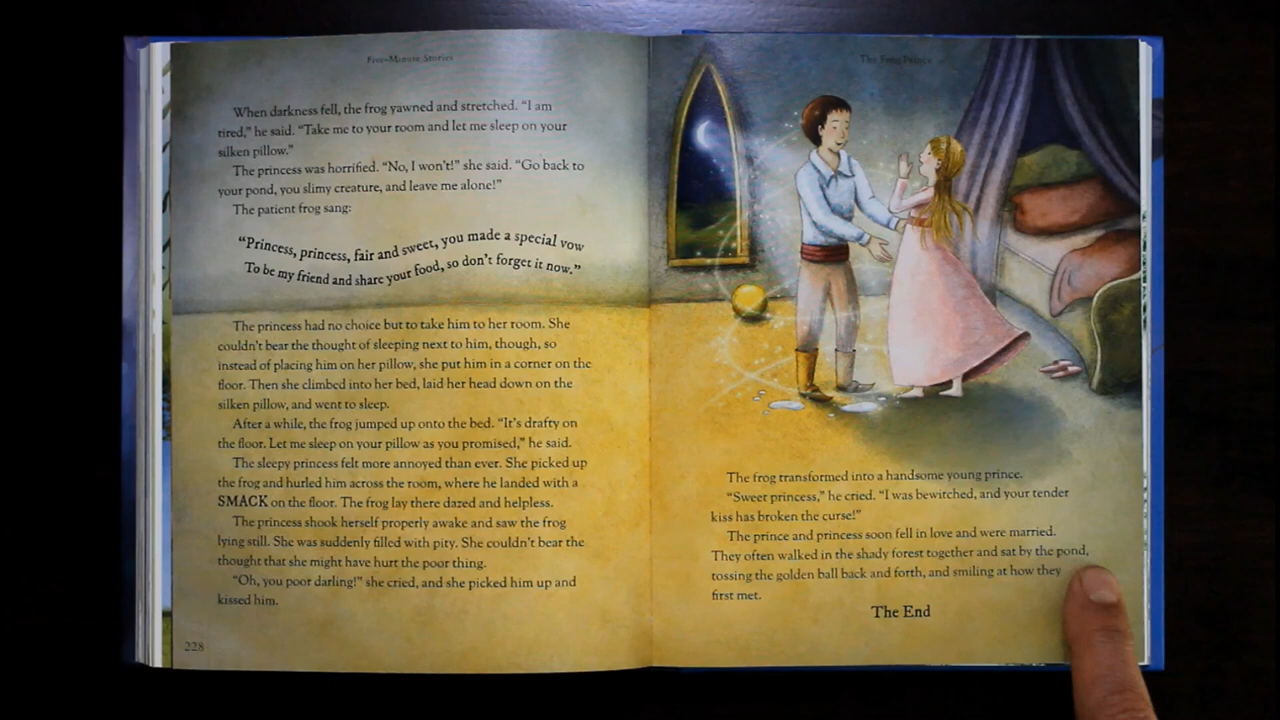 Five-Minute Stories
When darkness fell, the frog yawned and stretched. “I am
tired,” he said. “Take me to your room and let me sleep on your
silken pillow.”
The princess was horrified. “No, I won't!” she said. “Go back to
your pond, you slimy creature, and leave me alone!”
The patient frog sang:
“Princess, princess, fair and sweet, you made a special vow
To be my friend and share your food, so don't forget it now.”
The princess had no choice but to take him to her room. She
couldn't bear the thought of sleeping next to him, though, so
instead of placing him on her pillow, she put him in a corner on the
floor. Then she climbed into her bed, laid her head down on the
silken pillow, and went to sleep.
After a while, the frog jumped up onto the bed. “It's drafty on
the floor. Let me sleep on your pillow as you promised,” he said.
The sleepy princess felt more annoyed than ever. She picked up
the frog and hurled him across the room, where he landed with a
SMACK on the floor. The frog lay there dazed and helpless.
The princess shook herself properly awake and saw the frog
lying still. She was suddenly filled with pity. She couldn't bear the
thought that she might have hurt the poor thing.
“Oh, you poor darling!” she cried, and she picked him up and
kissed him.
228
The Frog Prince
The frog transformed into a handsome young prince.
“Sweet princess,” he cried. “I was bewitched, and your tender
kiss has broken the curse!”
The prince and princess soon fell in love and were married.
They often walked in the shady forest together and sat by the pond,
tossing the golden ball back and forth, and smiling at how they
first met.
The End